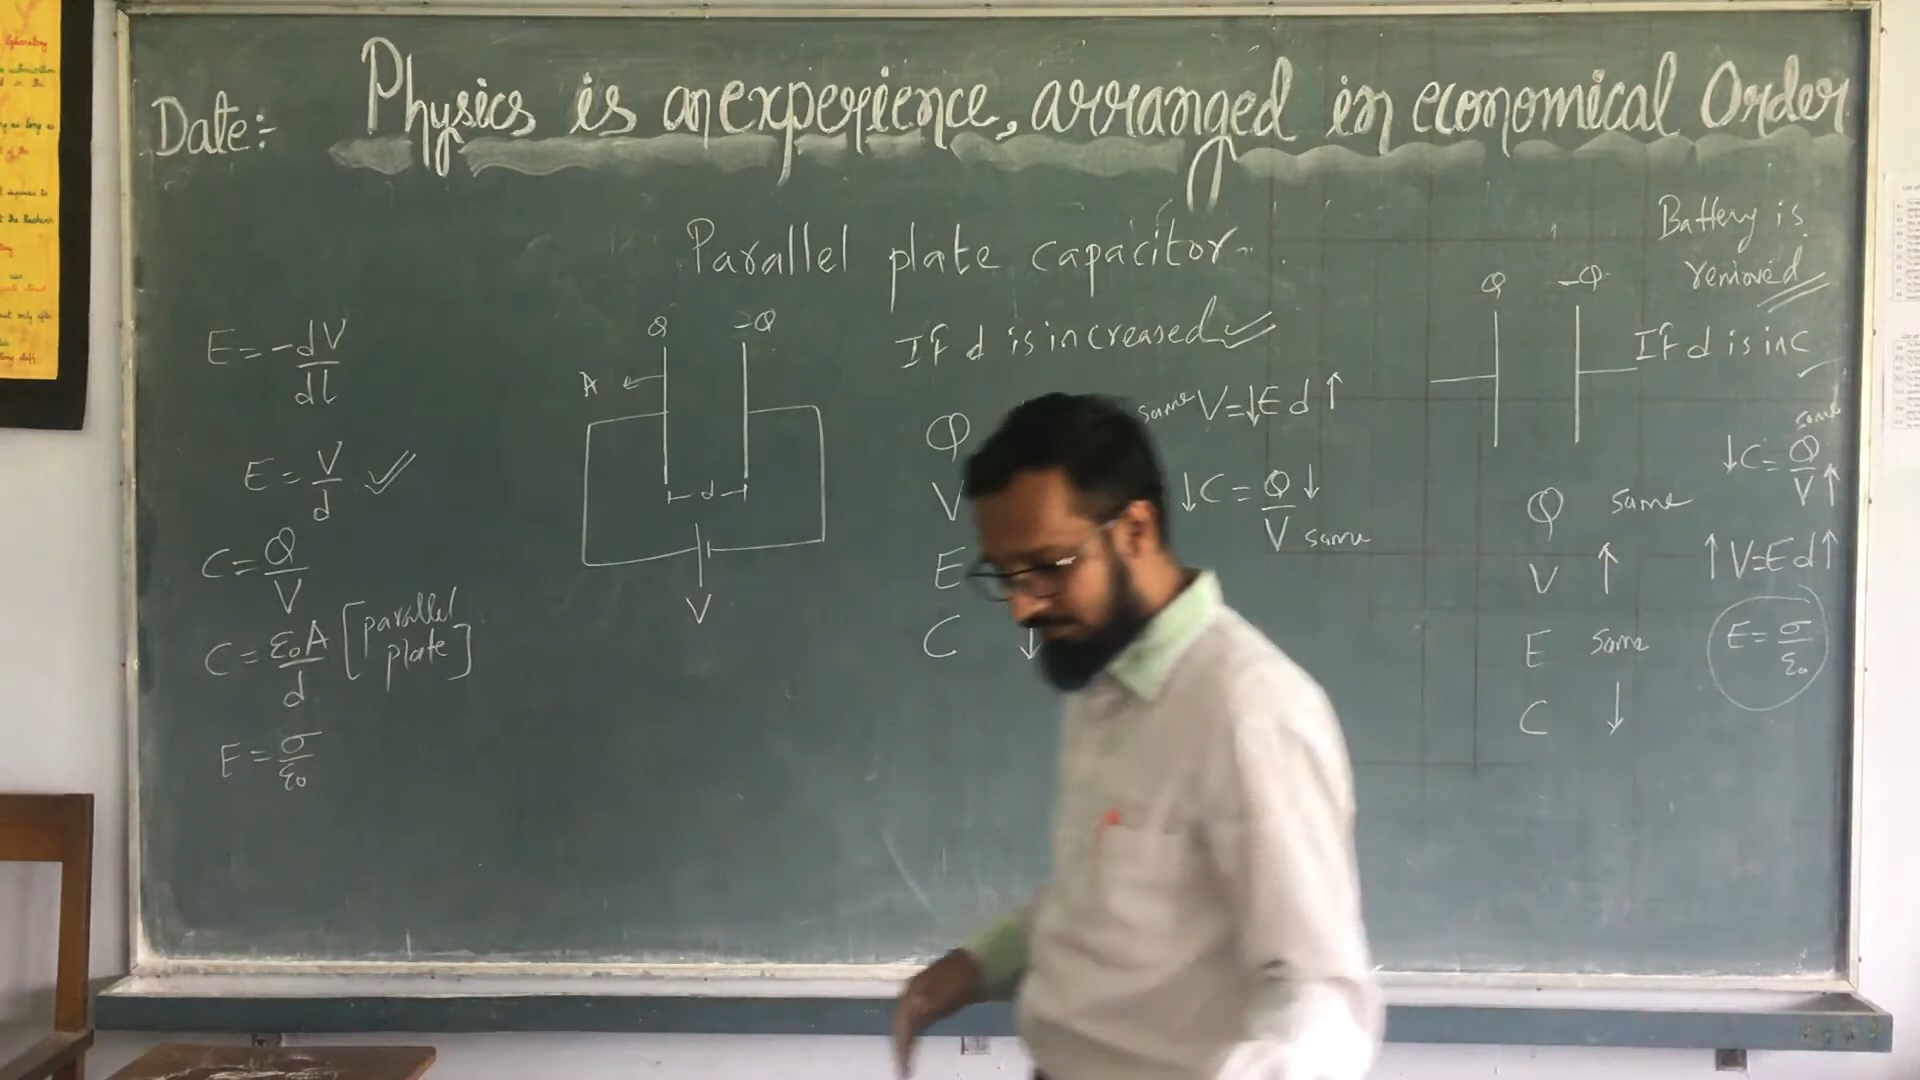 Date:-
Physics is an experience, arranged in economical Order
Parallel plate capacitor
E = -dV/dl
E = V/d ✓
C = Q/V
C = ε₀A/d [parallel plate]
E = σ/ε₀
Q -Q
A
d
V
If d is increased ✓
Q
V
E
C ↓
same V = ↓E d↑
↓C = Q↓/V same
Battery is
removed
Q -Q
If d is inc
Q same
V ↑
E same
C ↓
same
↓C = Q/V↑
↑V = E d↑
E = σ/ε₀